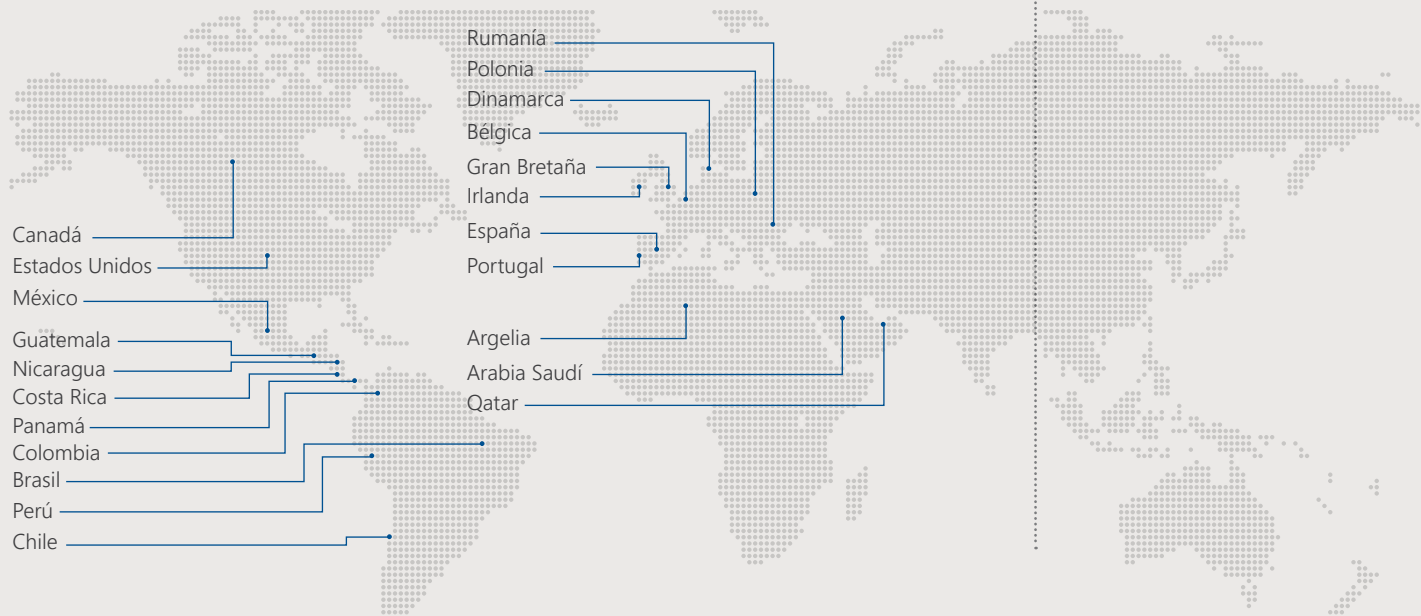 Canadá
Estados Unidos
México
Guatemala
Nicaragua
Costa Rica
Panamá
Colombia
Brasil
Perú
Chile
Rumanía
Polonia
Dinamarca
Bélgica
Gran Bretaña
Irlanda
España
Portugal
Argelia
Arabia Saudí
Qatar